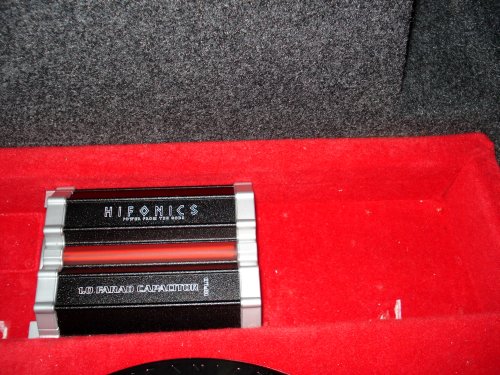 HIFONICS
POWER FROM THE GODS
1.0 FARAD CAPACITOR